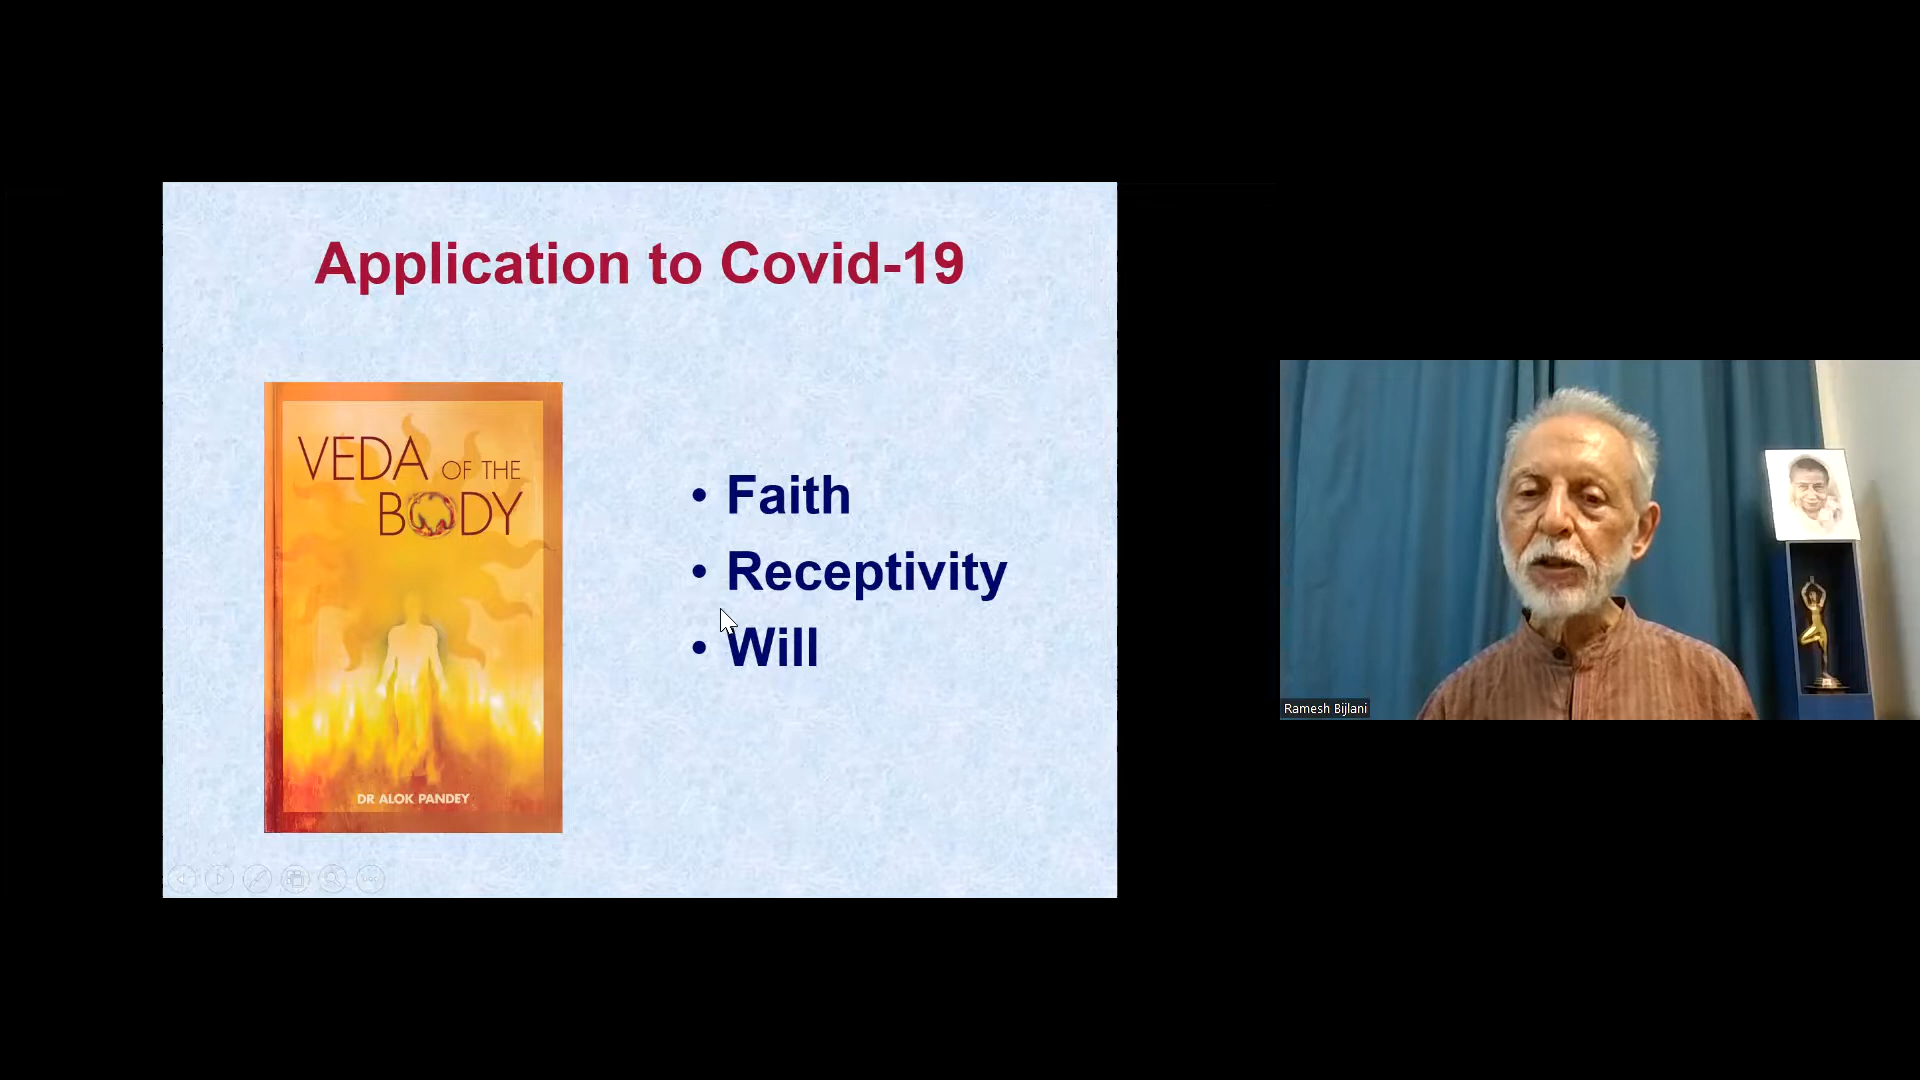 Application to Covid-19
VEDA OF THE
BODY
DR ALOK PANDEY
• Faith
• Receptivity
• Will
Ramesh Bijlani